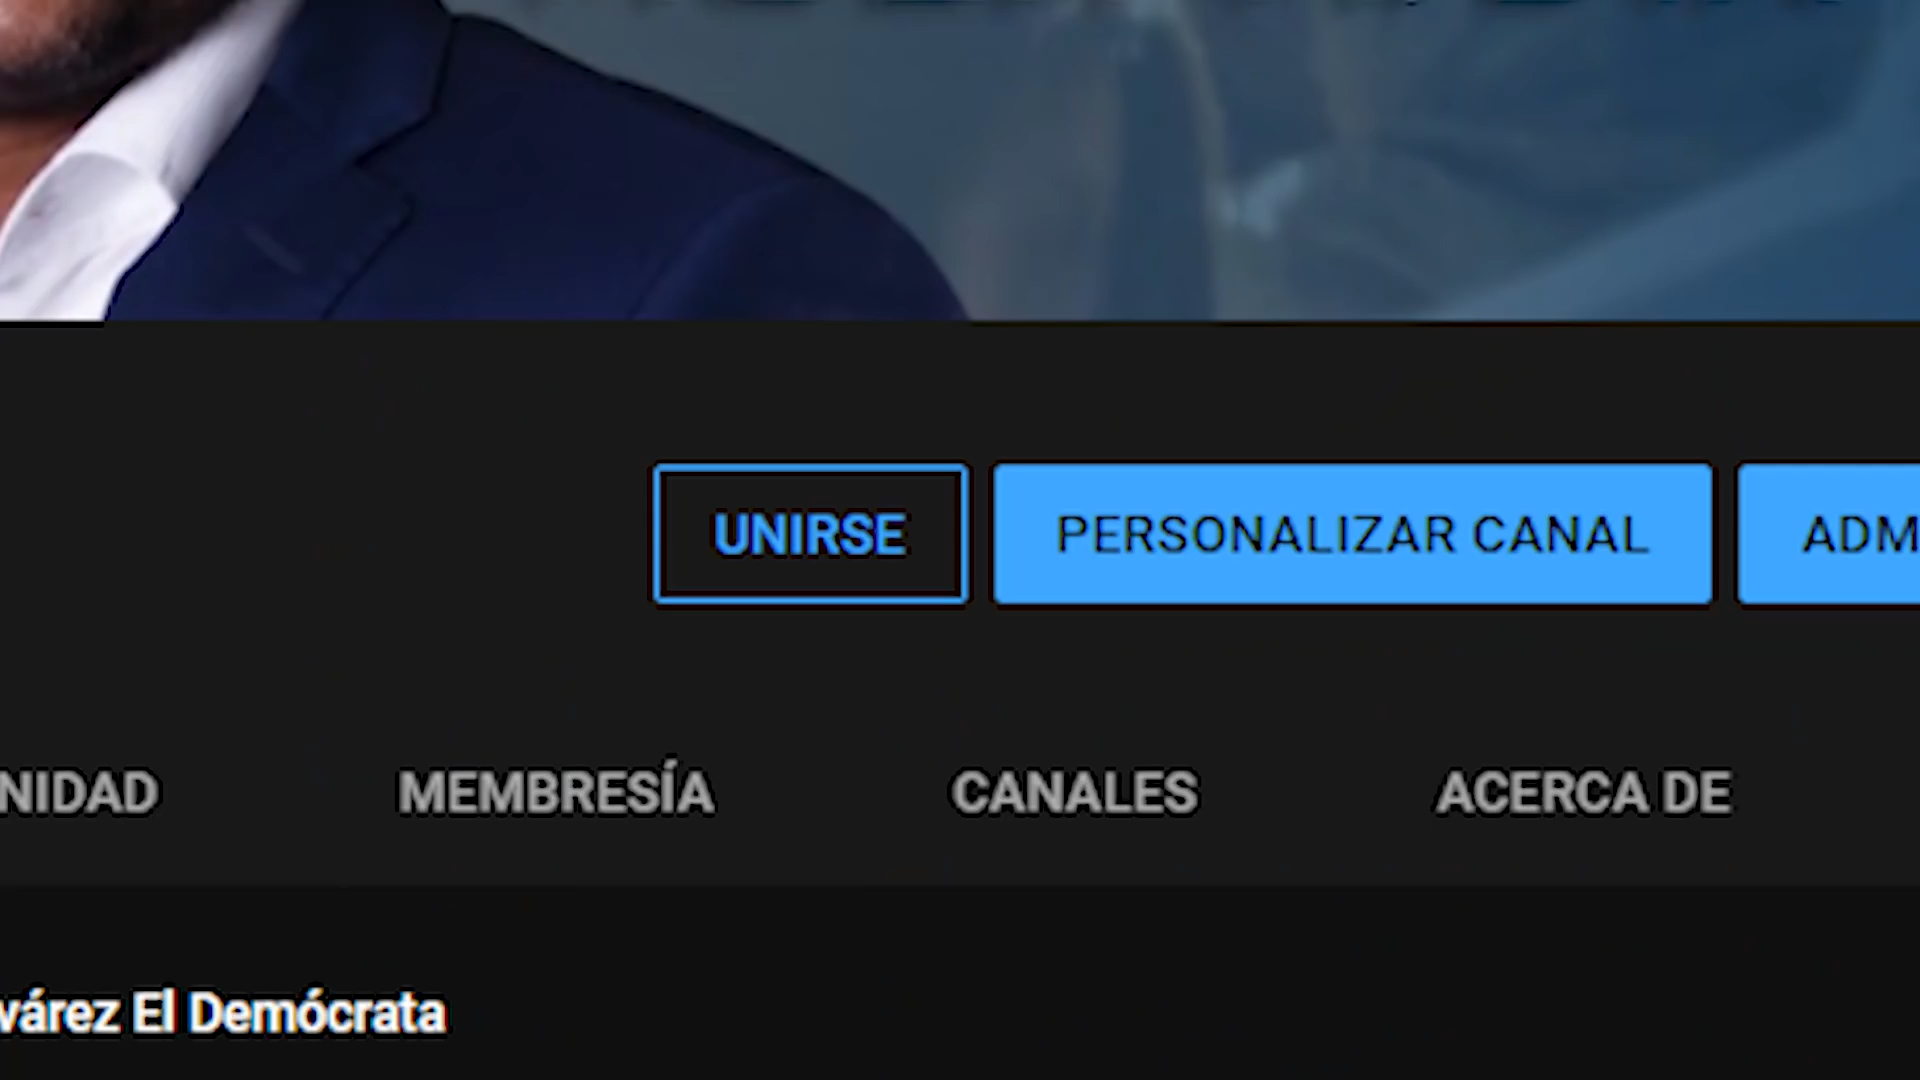 UNIRSE PERSONALIZAR CANAL ADM
NIDAD MEMBRESÍA CANALES ACERCA DE
várez El Demócrata